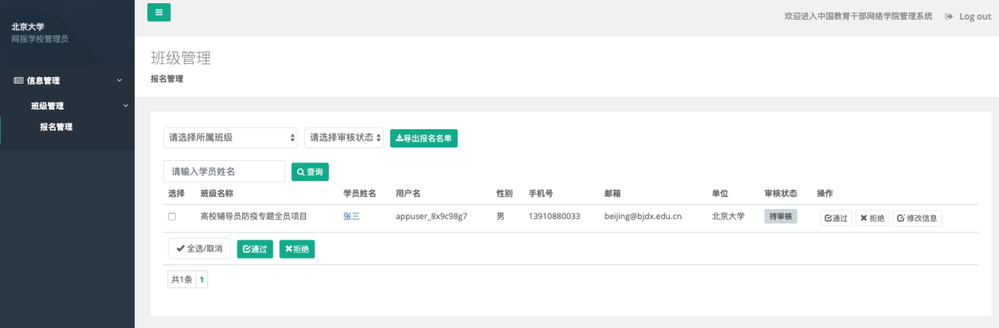 北京大学
网报学校管理员
信息管理
班级管理
报名管理
欢迎进入中国教育干部网络学院管理系统 Log out
班级管理
报名管理
请选择所属班级 请选择审核状态 导出报名名单
请输入学员姓名 查询
选择 班级名称 学员姓名 用户名 性别 手机号 邮箱 单位 审核状态 操作
高校辅导员防疫专题全员项目 张三 appuser_8x9c98g7 男 13910880033 beijing@bjdx.edu.cn 北京大学 待审核 通过 拒绝 修改信息
全选/取消 通过 拒绝
共1条 1